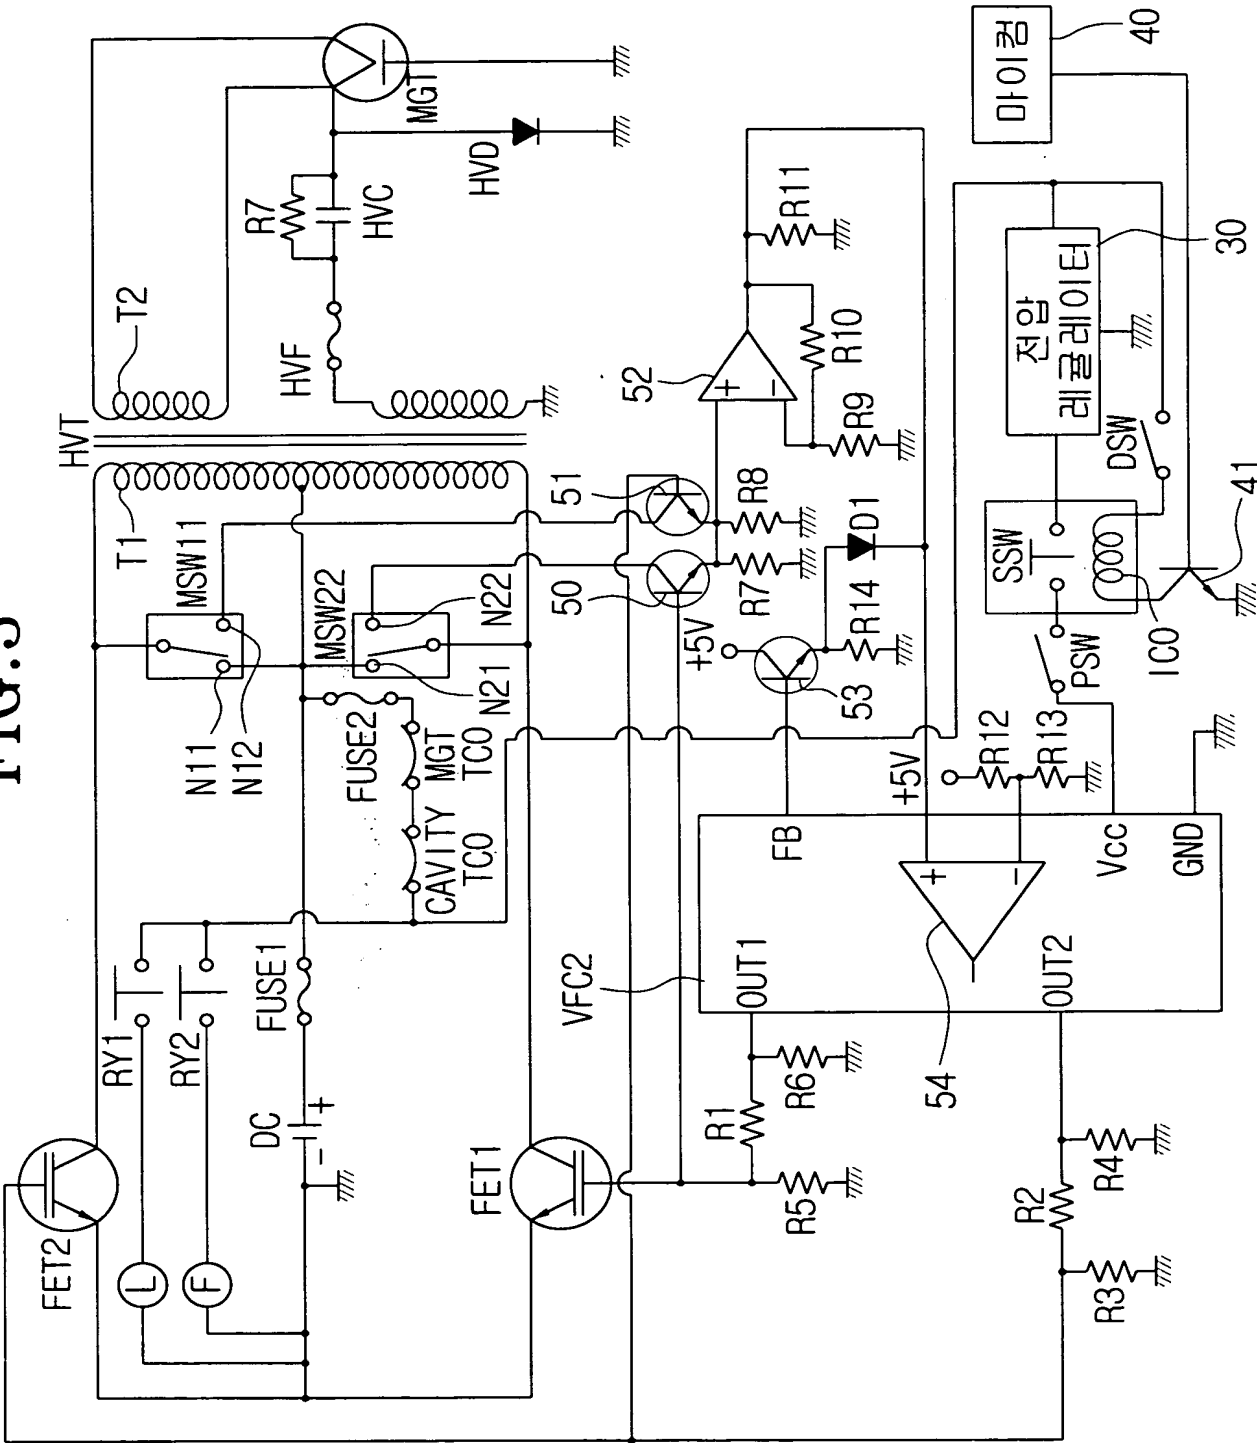 FIG.3
FET2
L
F
RY1
RY2
DC
+
-
FUSE1
FET1
N11
N12
MSW11
T1
HVT
T2
MSW22
N22
N21
FUSE2
MGT
TCO
CAVITY
TCO
HVF
R7
HVC
HVD
MGT
50
51
R7
R8
52
+
-
R9
R10
R11
+5V
53
R14
D1
+5V
R12
R13
VFC2
OUT1
OUT2
FB
Vcc
GND
+
-
54
R1
R6
R5
R2
R4
R3
PSW
SSW
ICO
DSW
41
전압
레귤레이터
30
마이컴
40